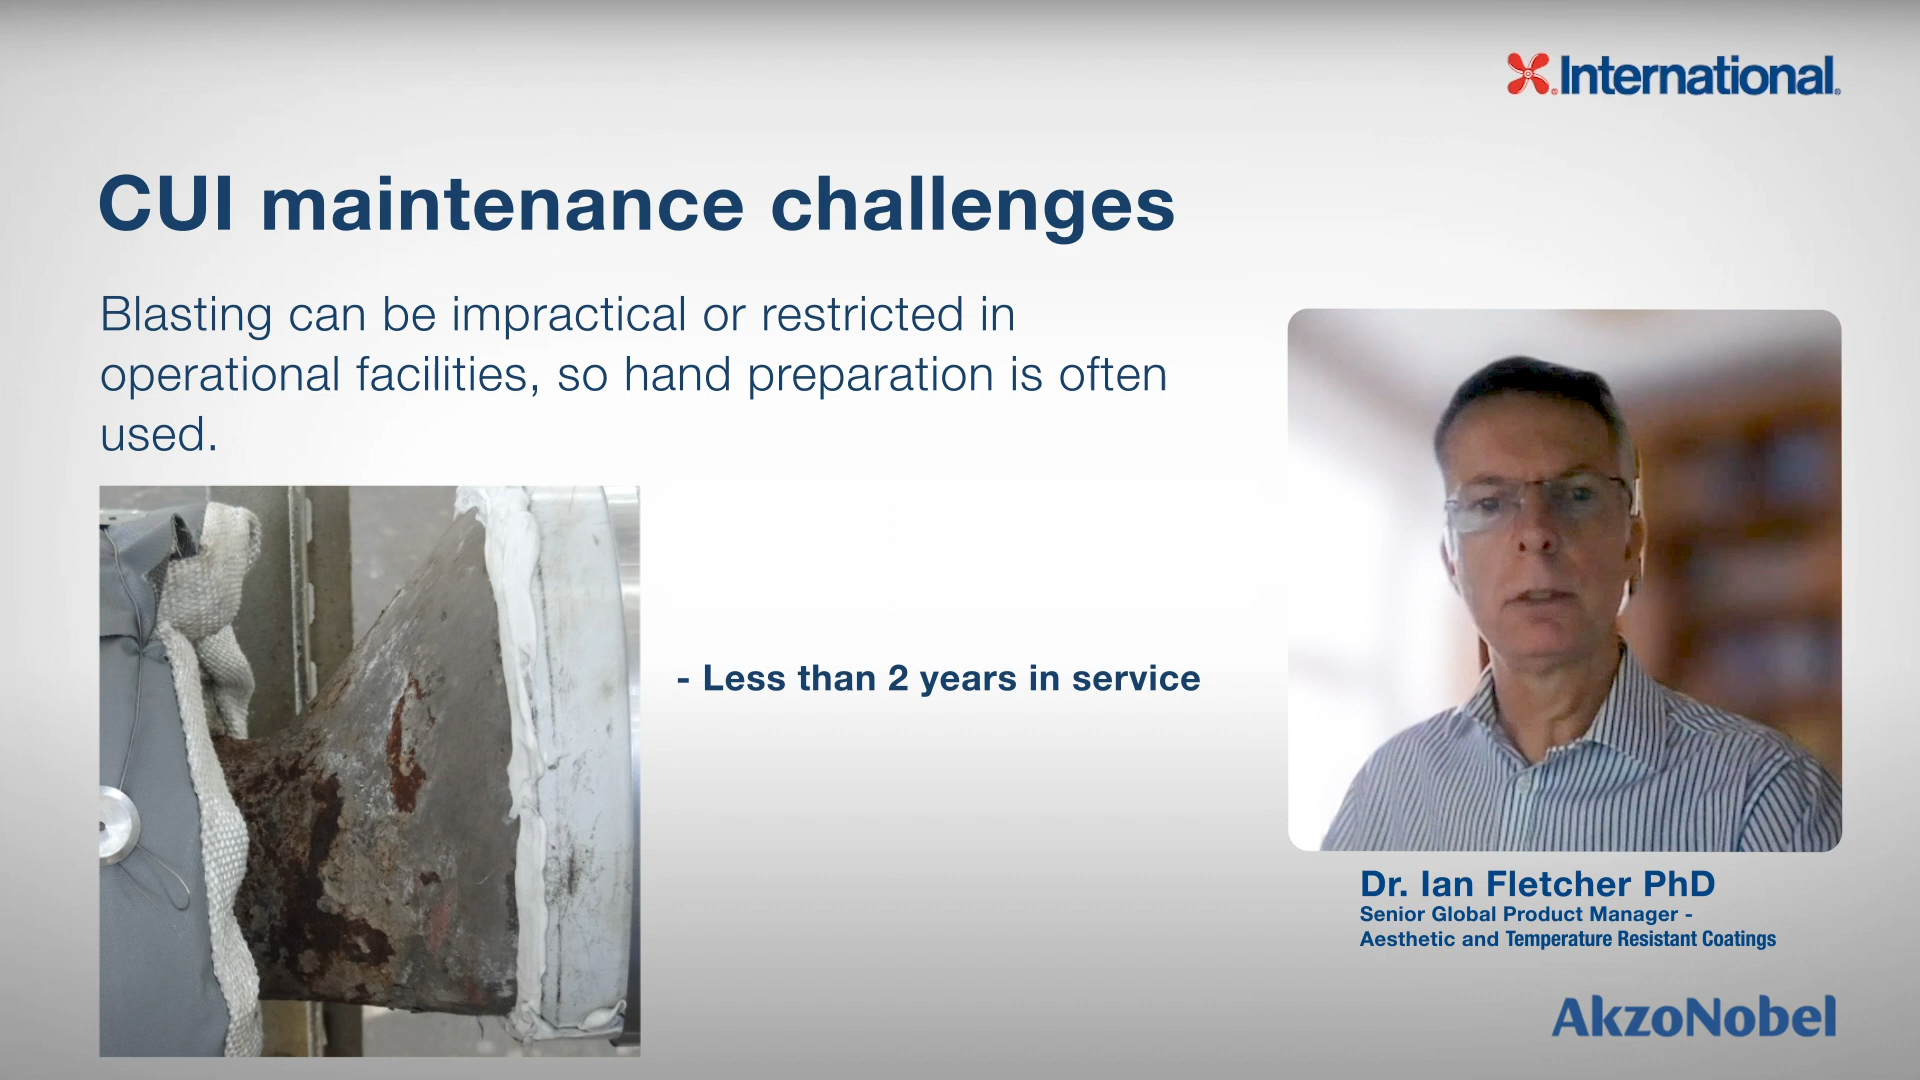 International
CUI maintenance challenges
Blasting can be impractical or restricted in
operational facilities, so hand preparation is often
used.
- Less than 2 years in service
Dr. Ian Fletcher PhD
Senior Global Product Manager -
Aesthetic and Temperature Resistant Coatings
AkzoNobel